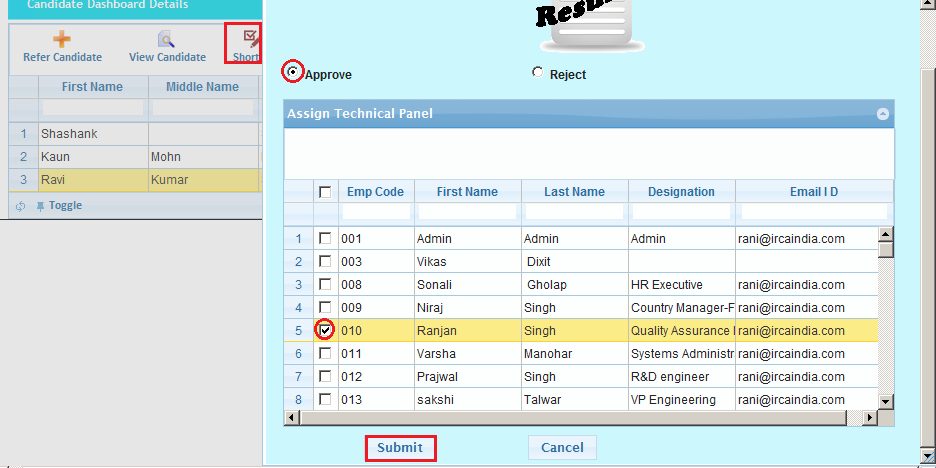 Candidate Dashboard Details
Refer Candidate View Candidate Short
First Name Middle Name
1 Shashank
2 Kaun Mohn
3 Ravi Kumar
Toggle
Resu
Approve Reject
Assign Technical Panel
Emp Code First Name Last Name Designation Email I D
1 001 Admin Admin Admin rani@ircaindia.com
2 003 Vikas Dixit
3 008 Sonali Gholap HR Executive rani@ircaindia.com
4 009 Niraj Singh Country Manager-F rani@ircaindia.com
5 010 Ranjan Singh Quality Assurance rani@ircaindia.com
6 011 Varsha Manohar Systems Administr rani@ircaindia.com
7 012 Prajwal Singh R&D engineer rani@ircaindia.com
8 013 sakshi Talwar VP Engineering rani@ircaindia.com
Submit Cancel